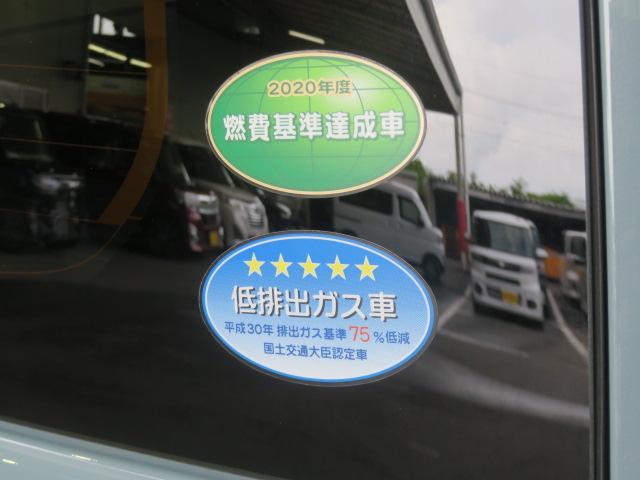 2020年度
燃費基準達成車
★★★★★
低排出ガス車
平成30年 排出ガス基準 75%低減
国土交通大臣認定車